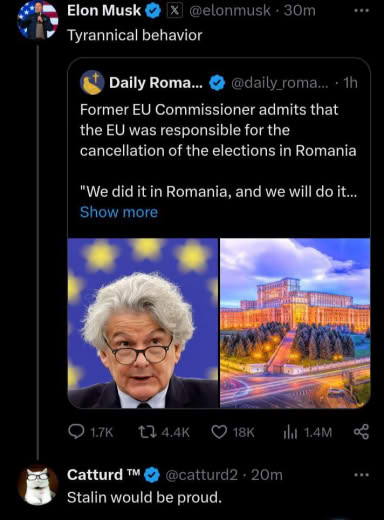 Elon Musk X @elonmusk · 30m
Tyrannical behavior
Daily Roma... @daily_roma... · 1h
Former EU Commissioner admits that
the EU was responsible for the
cancellation of the elections in Romania
"We did it in Romania, and we will do it...
Show more
1.7K 4.4K 18K 1.4M
Catturd ™ @catturd2 · 20m
Stalin would be proud.